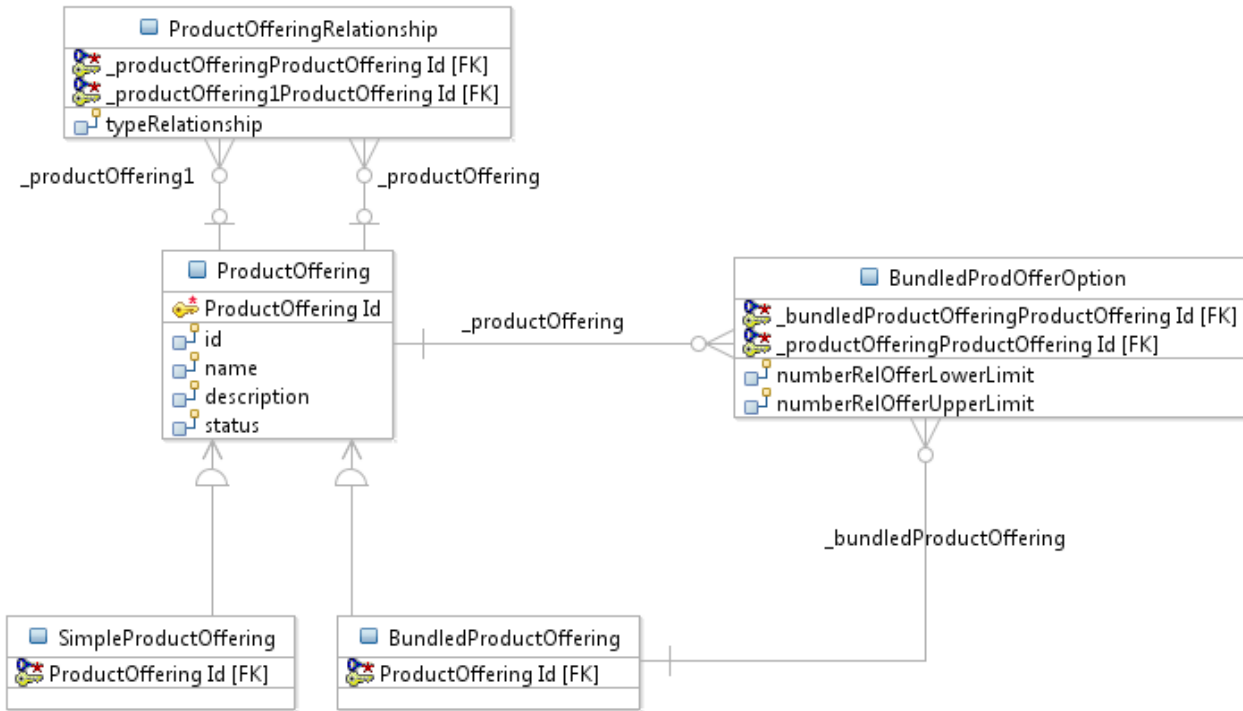 ProductOfferingRelationship
_productOfferingProductOffering Id [FK]
_productOffering1ProductOffering Id [FK]
typeRelationship
_productOffering1
_productOffering
ProductOffering
ProductOffering Id
id
name
description
status
_productOffering
BundledProdOfferOption
_bundledProductOfferingProductOffering Id [FK]
_productOfferingProductOffering Id [FK]
numberRelOfferLowerLimit
numberRelOfferUpperLimit
_bundledProductOffering
SimpleProductOffering
ProductOffering Id [FK]
BundledProductOffering
ProductOffering Id [FK]